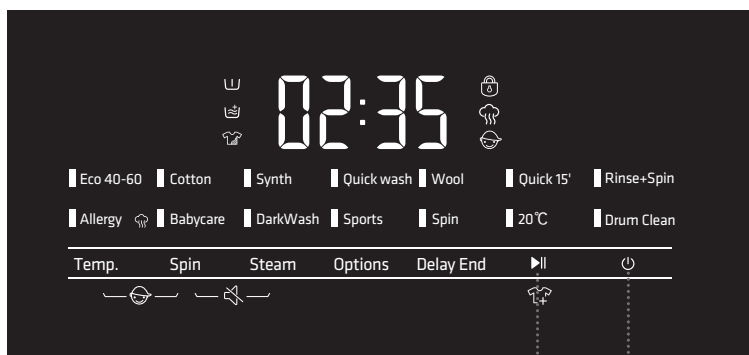 02:35
Eco 40-60 Cotton Synth Quick wash Wool Quick 15' Rinse+Spin
Allergy Babycare DarkWash Sports Spin 20℃ Drum Clean
Temp. Spin Steam Options Delay End